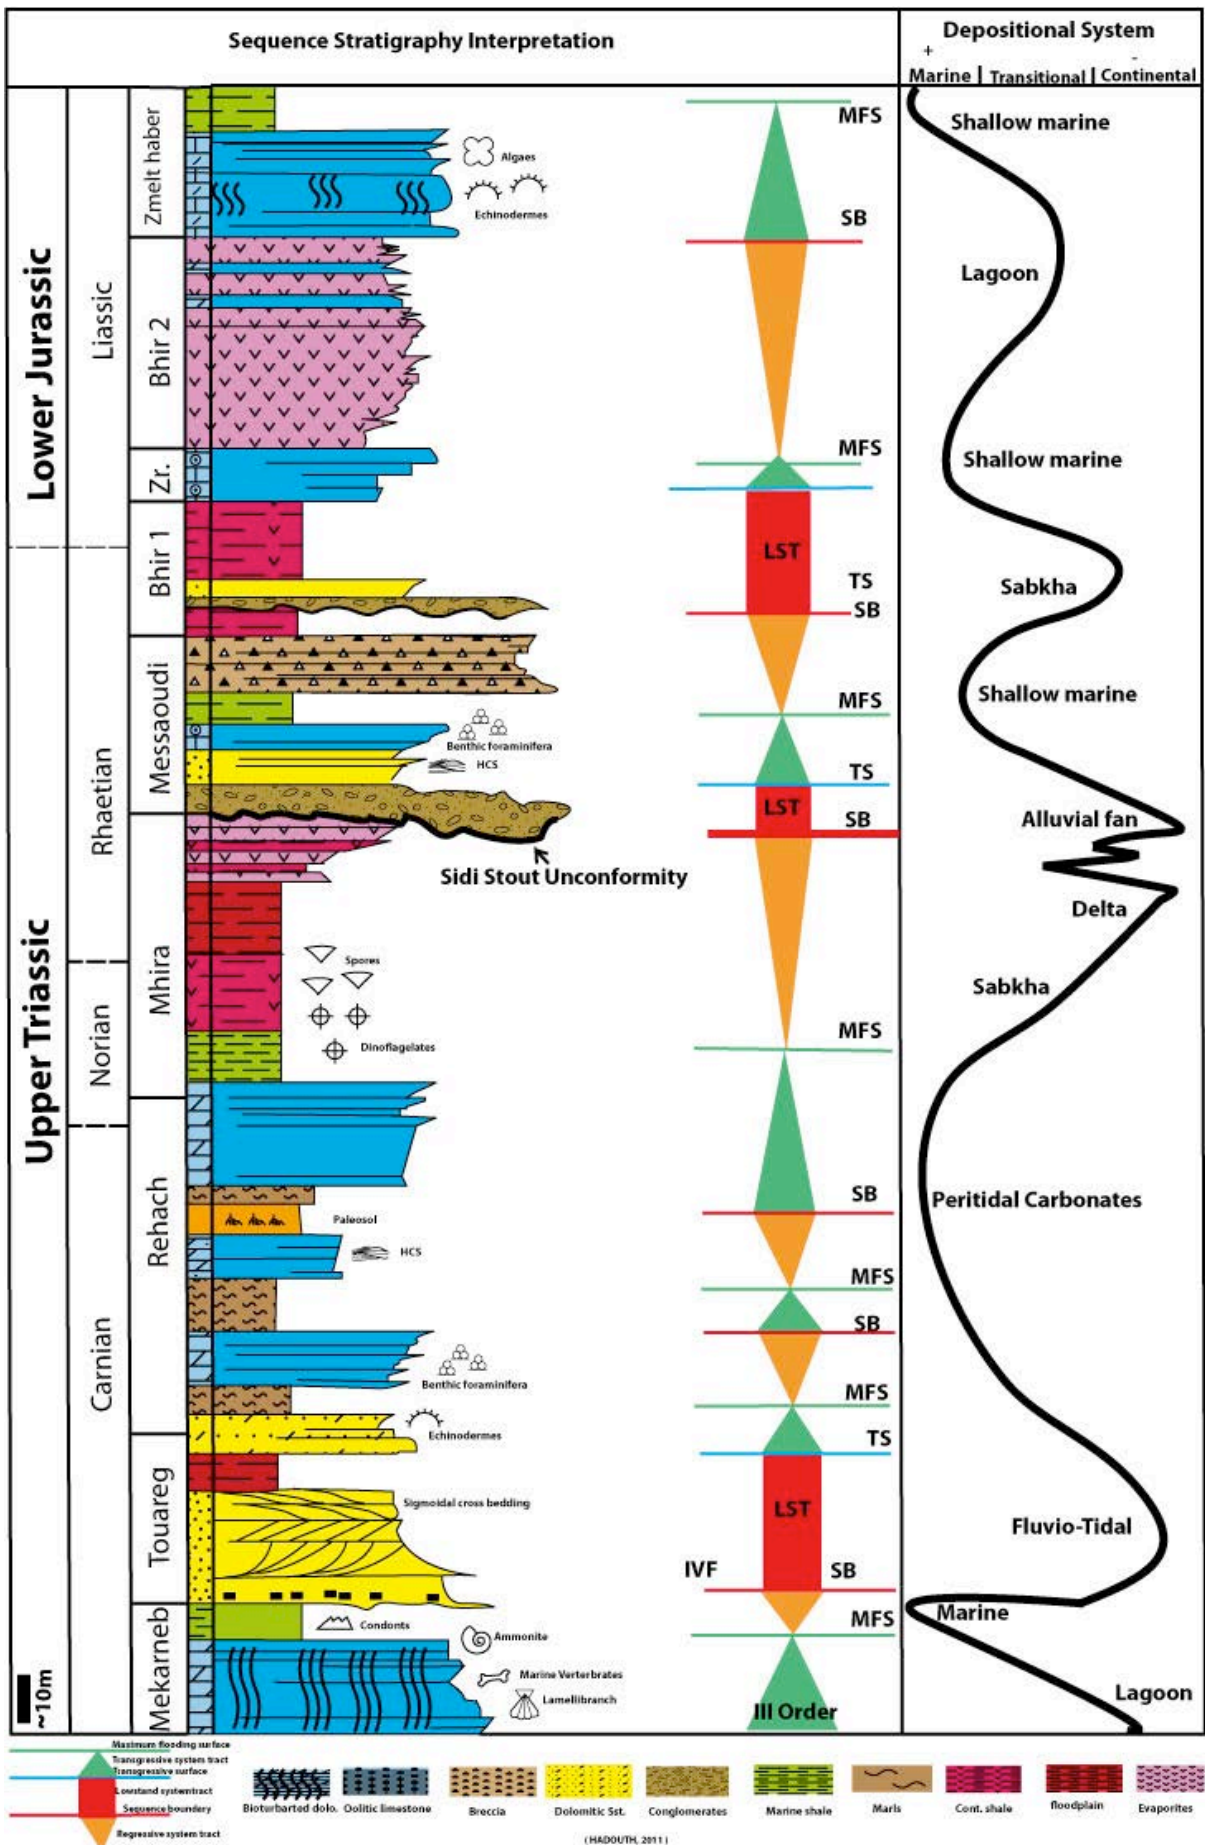 Sequence Stratigraphy Interpretation
Depositional System
+ -
Marine | Transitional | Continental
Lower Jurassic
Upper Triassic
Liassic
Rhaetian
Norian
Carnian
Zmelt haber
Bhir 2
Zr.
Bhir 1
Messaoudi
Mhira
Rehach
Touareg
Mekarneb
~10m
Algaes
Echinodermes
Benthic foraminifera
HCS
Sidi Stout Unconformity
Spores
Dinoflagelates
Paleosol
HCS
Benthic foraminifera
Echinodermes
Sigmoidal cross bedding
Condonts
Ammonite
Marine Verterbrates
Lamellibranch
MFS
SB
MFS
LST
TS
SB
MFS
TS
LST
SB
MFS
SB
MFS
SB
MFS
TS
LST
IVF
SB
MFS
III Order
Shallow marine
Lagoon
Shallow marine
Sabkha
Shallow marine
Alluvial fan
Delta
Sabkha
Peritidal Carbonates
Fluvio-Tidal
Marine
Lagoon
Maximum flooding surface
Transgressive system tract
Transgressive surface
Lowstand systemtract
Sequence boundary
Regressive system tract
Bioturbarted dolo.
Oolitic limestone
Breccia
Dolomitic Sst.
Conglomerates
Marine shale
Marls
Cont. shale
floodplain
Evaporites
( HADOUTH, 2011 )